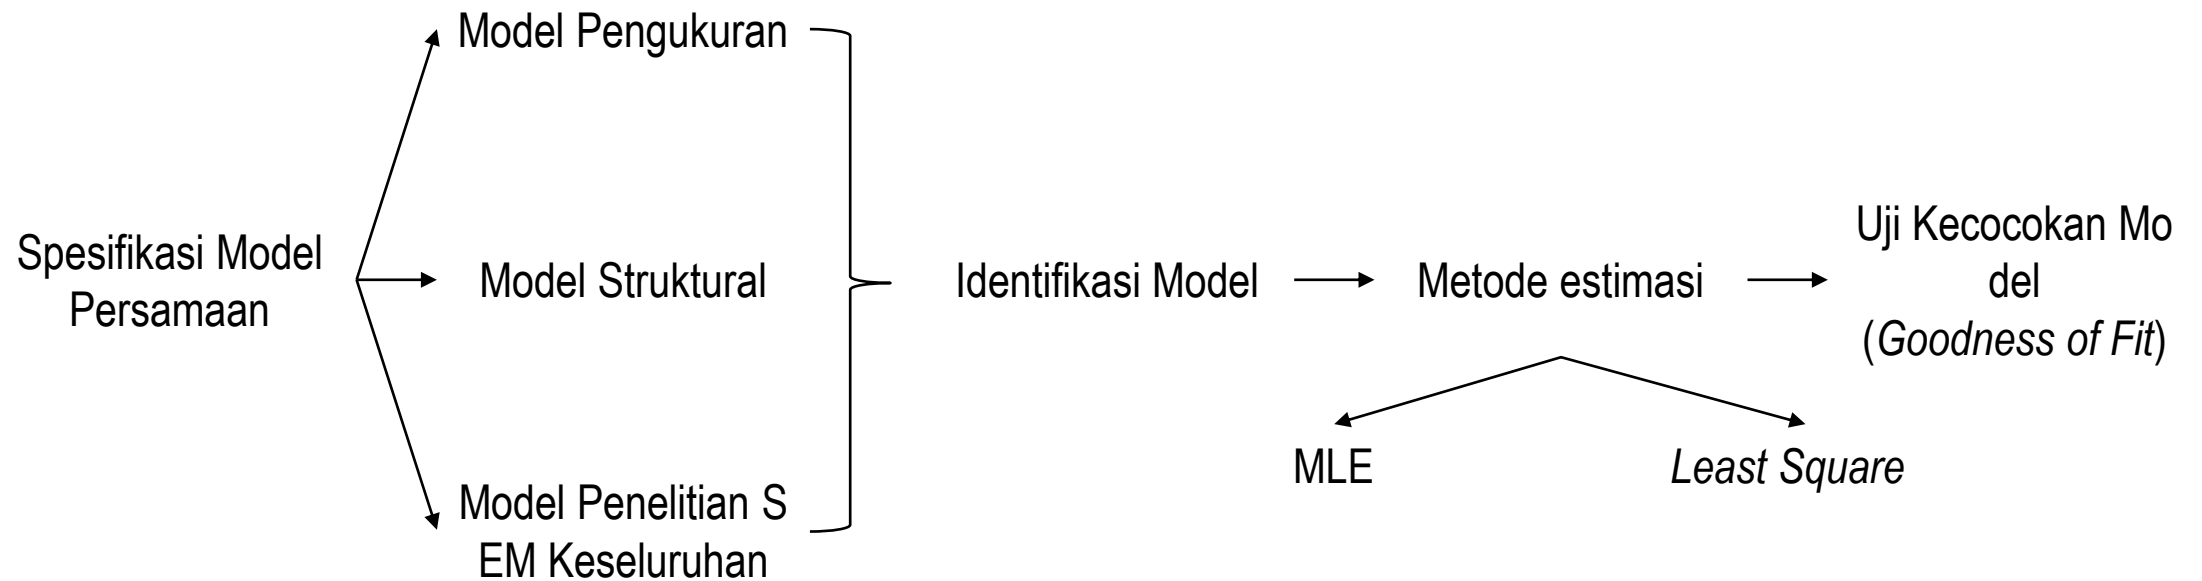 Model Pengukuran
Spesifikasi Model
Persamaan
Model Struktural
Model Penelitian S
EM Keseluruhan
Identifikasi Model
Metode estimasi
MLE
Least Square
Uji Kecocokan Mo
del
(Goodness of Fit)